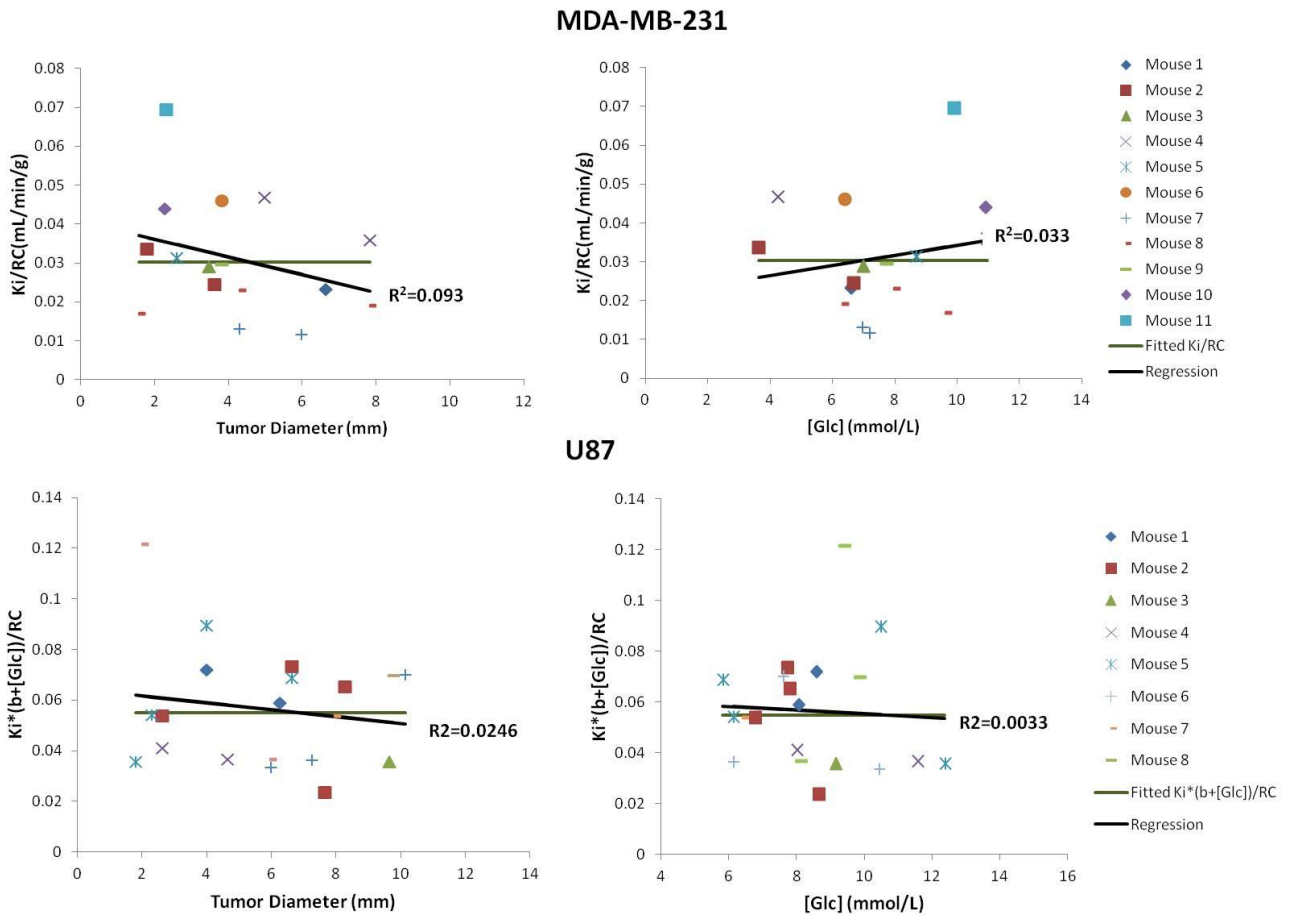 MDA-MB-231
0.08
0.07
0.06
0.05
0.04
0.03
0.02
0.01
0
Ki/RC(mL/min/g)
R²=0.093
0 2 4 6 8 10 12
Tumor Diameter (mm)
0.08
0.07
0.06
0.05
0.04
0.03
0.02
0.01
0
Ki/RC(mL/min/g)
R²=0.033
0 2 4 6 8 10 12 14
[Glc] (mmol/L)
Mouse 1
Mouse 2
Mouse 3
Mouse 4
Mouse 5
Mouse 6
Mouse 7
Mouse 8
Mouse 9
Mouse 10
Mouse 11
Fitted Ki/RC
Regression
U87
0.14
0.12
0.1
0.08
0.06
0.04
0.02
0
Ki*(b+[Glc])/RC
R2=0.0246
0 2 4 6 8 10 12
Tumor Diameter (mm)
0.14
0.12
0.1
0.08
0.06
0.04
0.02
0
Ki*(b+[Glc])/RC
R2=0.0033
4 6 8 10 12 14 16
[Glc] (mmol/L)
Mouse 1
Mouse 2
Mouse 3
Mouse 4
Mouse 5
Mouse 6
Mouse 7
Mouse 8
Fitted Ki*(b+[Glc])/RC
Regression